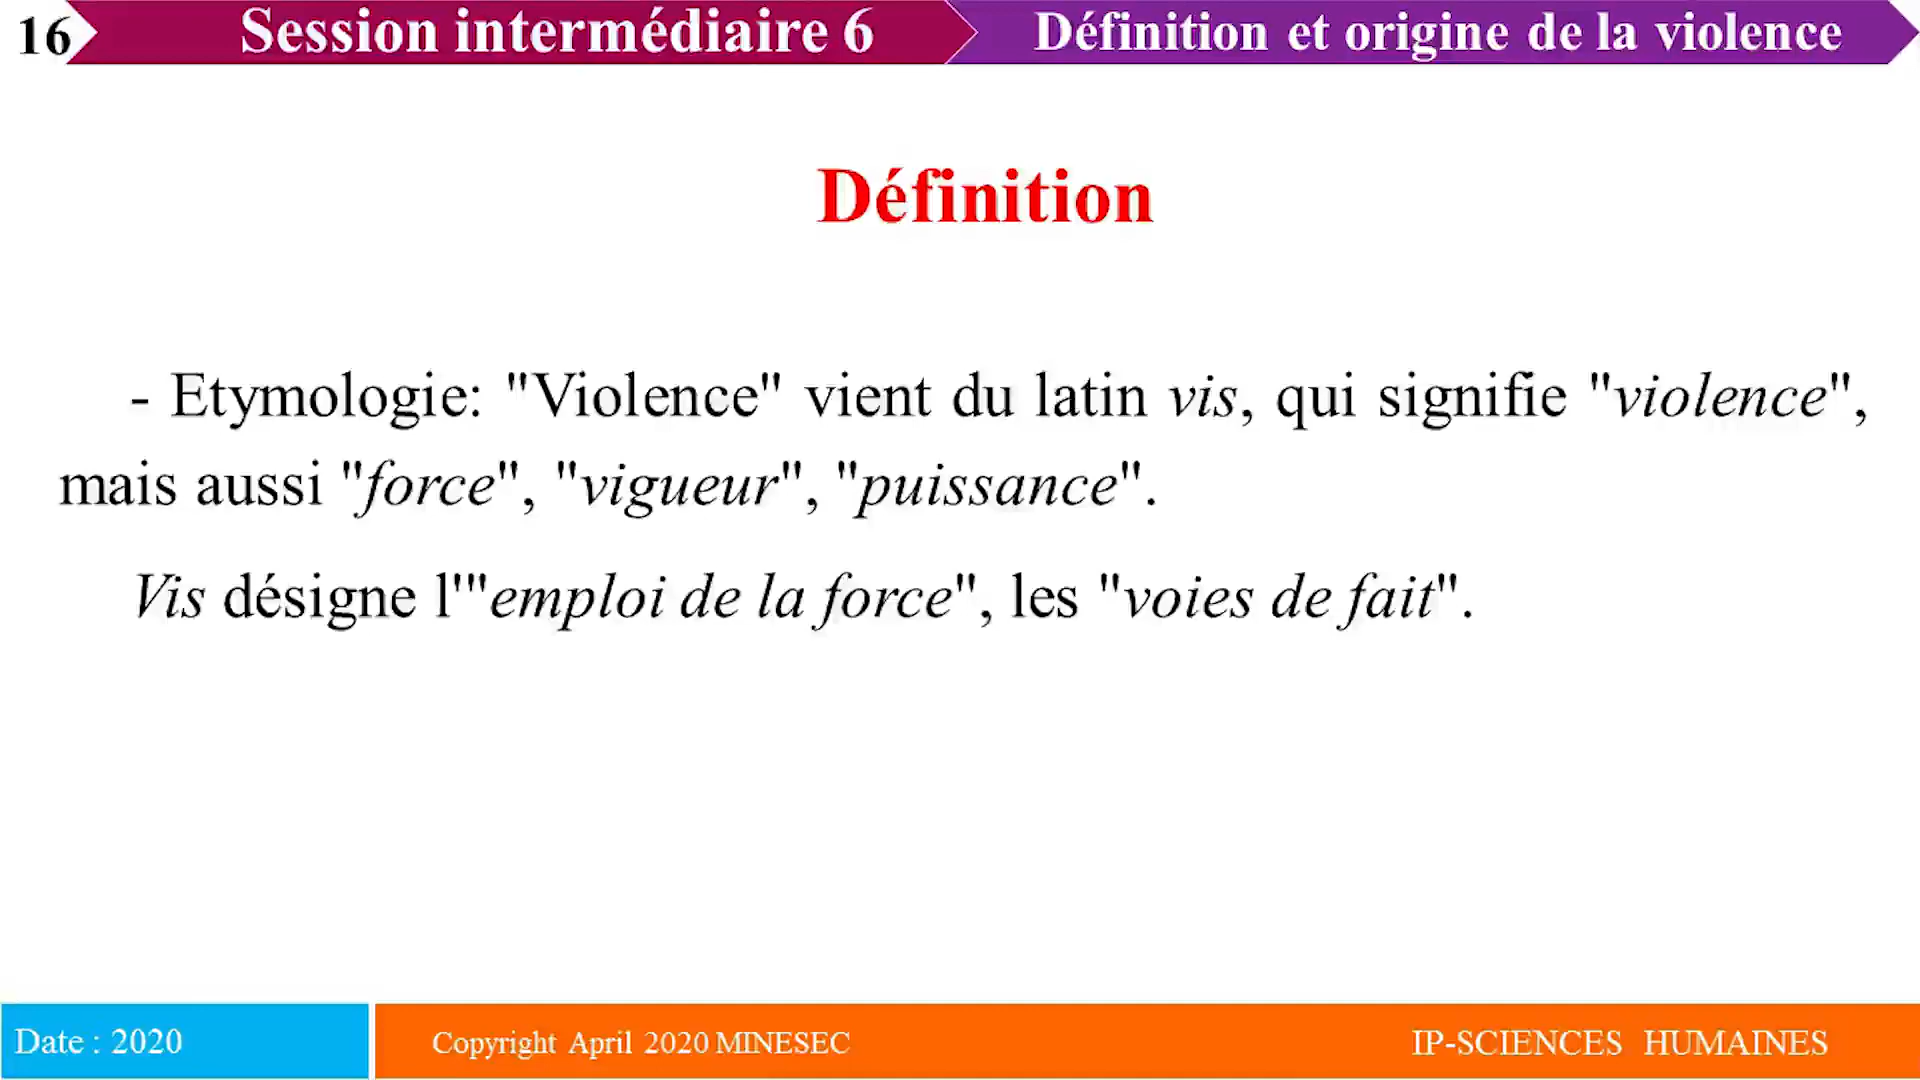 16 Session intermédiaire 6 Définition et origine de la violence
Définition
- Etymologie: "Violence" vient du latin vis, qui signifie "violence",
mais aussi "force", "vigueur", "puissance".
Vis désigne l'"emploi de la force", les "voies de fait".
Date : 2020 Copyright April 2020 MINESEC IP-SCIENCES HUMAINES